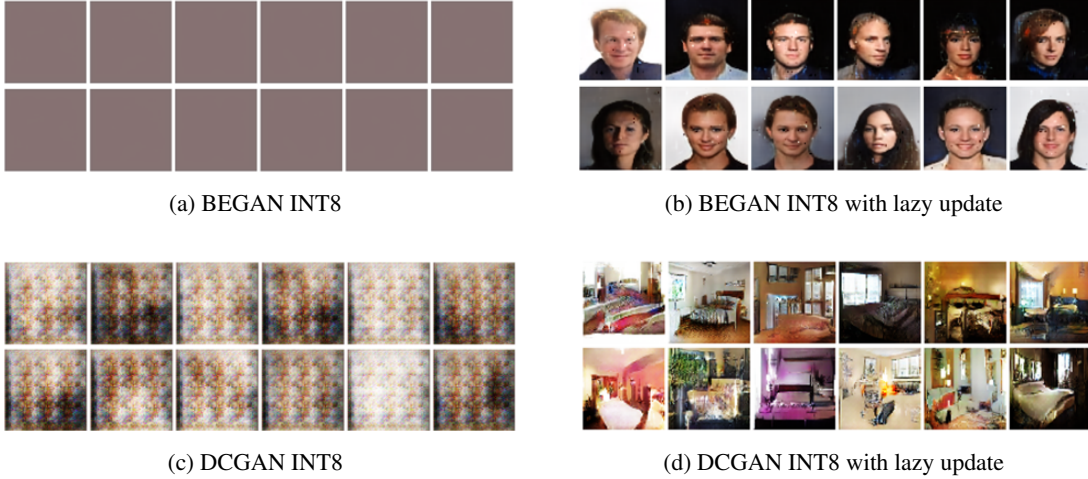 (a) BEGAN INT8
(b) BEGAN INT8 with lazy update
(c) DCGAN INT8
(d) DCGAN INT8 with lazy update